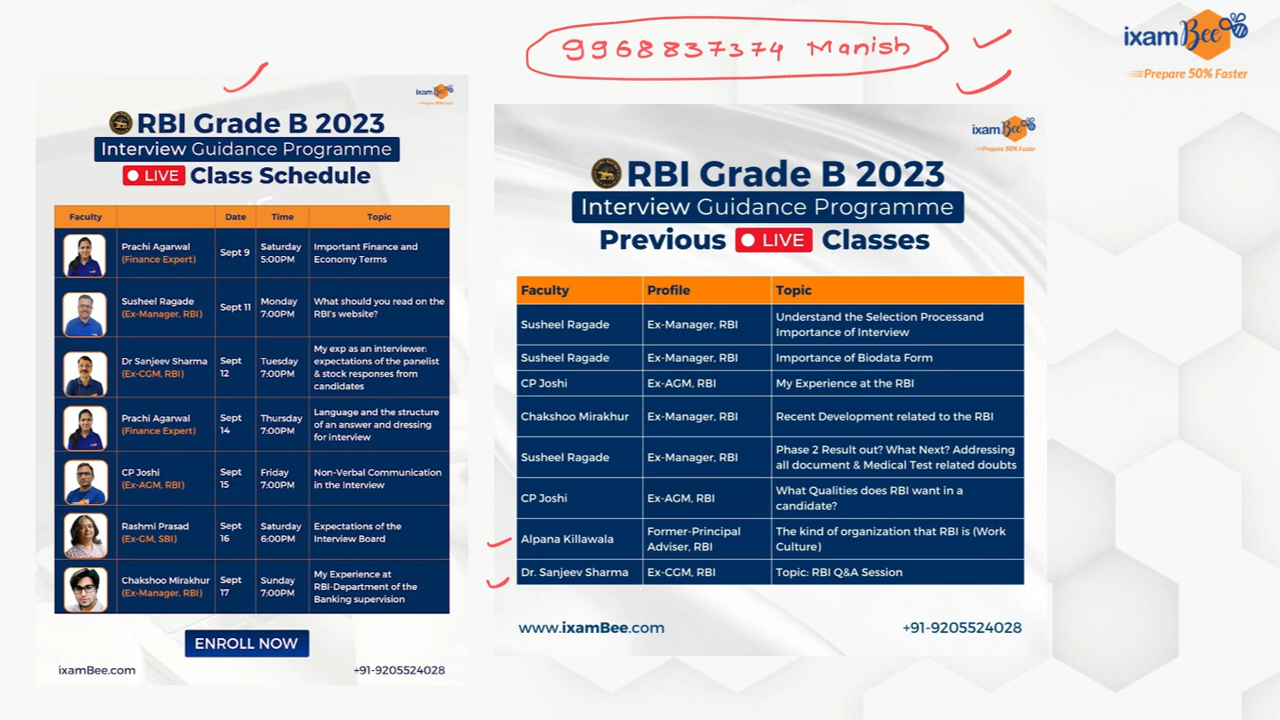 9968837374 Manish
ixamBee
Prepare 50% Faster
ixamBee
RBI Grade B 2023
Interview Guidance Programme
LIVE Class Schedule
Faculty Date Time Topic
Prachi Agarwal
(Finance Expert)
Sept 9
Saturday
5:00PM
Important Finance and
Economy Terms
Susheel Ragade
(Ex-Manager, RBI)
Sept 11
Monday
7:00PM
What should you read on the
RBI's website?
Dr Sanjeev Sharma
(Ex-CGM, RBI)
Sept
12
Tuesday
7:00PM
My exp as an interviewer:
expectations of the panelist
& stock responses from
candidates
Prachi Agarwal
(Finance Expert)
Sept
14
Thursday
7:00PM
Language and the structure
of an answer and dressing
for interview
CP Joshi
(Ex-AGM, RBI)
Sept
15
Friday
7:00PM
Non-Verbal Communication
in the Interview
Rashmi Prasad
(Ex-GM, SBI)
Sept
16
Saturday
6:00PM
Expectations of the
Interview Board
Chakshoo Mirakhur
(Ex-Manager, RBI)
Sept
17
Sunday
7:00PM
My Experience at
RBI-Department of the
Banking supervision
ENROLL NOW
ixamBee.com +91-9205524028
ixamBee
Prepare 50% Faster
RBI Grade B 2023
Interview Guidance Programme
Previous LIVE Classes
Faculty Profile Topic
Susheel Ragade
Ex-Manager, RBI
Understand the Selection Processand
Importance of Interview
Susheel Ragade Ex-Manager, RBI Importance of Biodata Form
CP Joshi Ex-AGM, RBI My Experience at the RBI
Chakshoo Mirakhur Ex-Manager, RBI Recent Development related to the RBI
Susheel Ragade
Ex-Manager, RBI
Phase 2 Result out? What Next? Addressing
all document & Medical Test related doubts
CP Joshi
Ex-AGM, RBI
What Qualities does RBI want in a
candidate?
Alpana Killawala
Former-Principal
Adviser, RBI
The kind of organization that RBI is (Work
Culture)
Dr. Sanjeev Sharma Ex-CGM, RBI Topic: RBI Q&A Session
www.ixamBee.com +91-9205524028